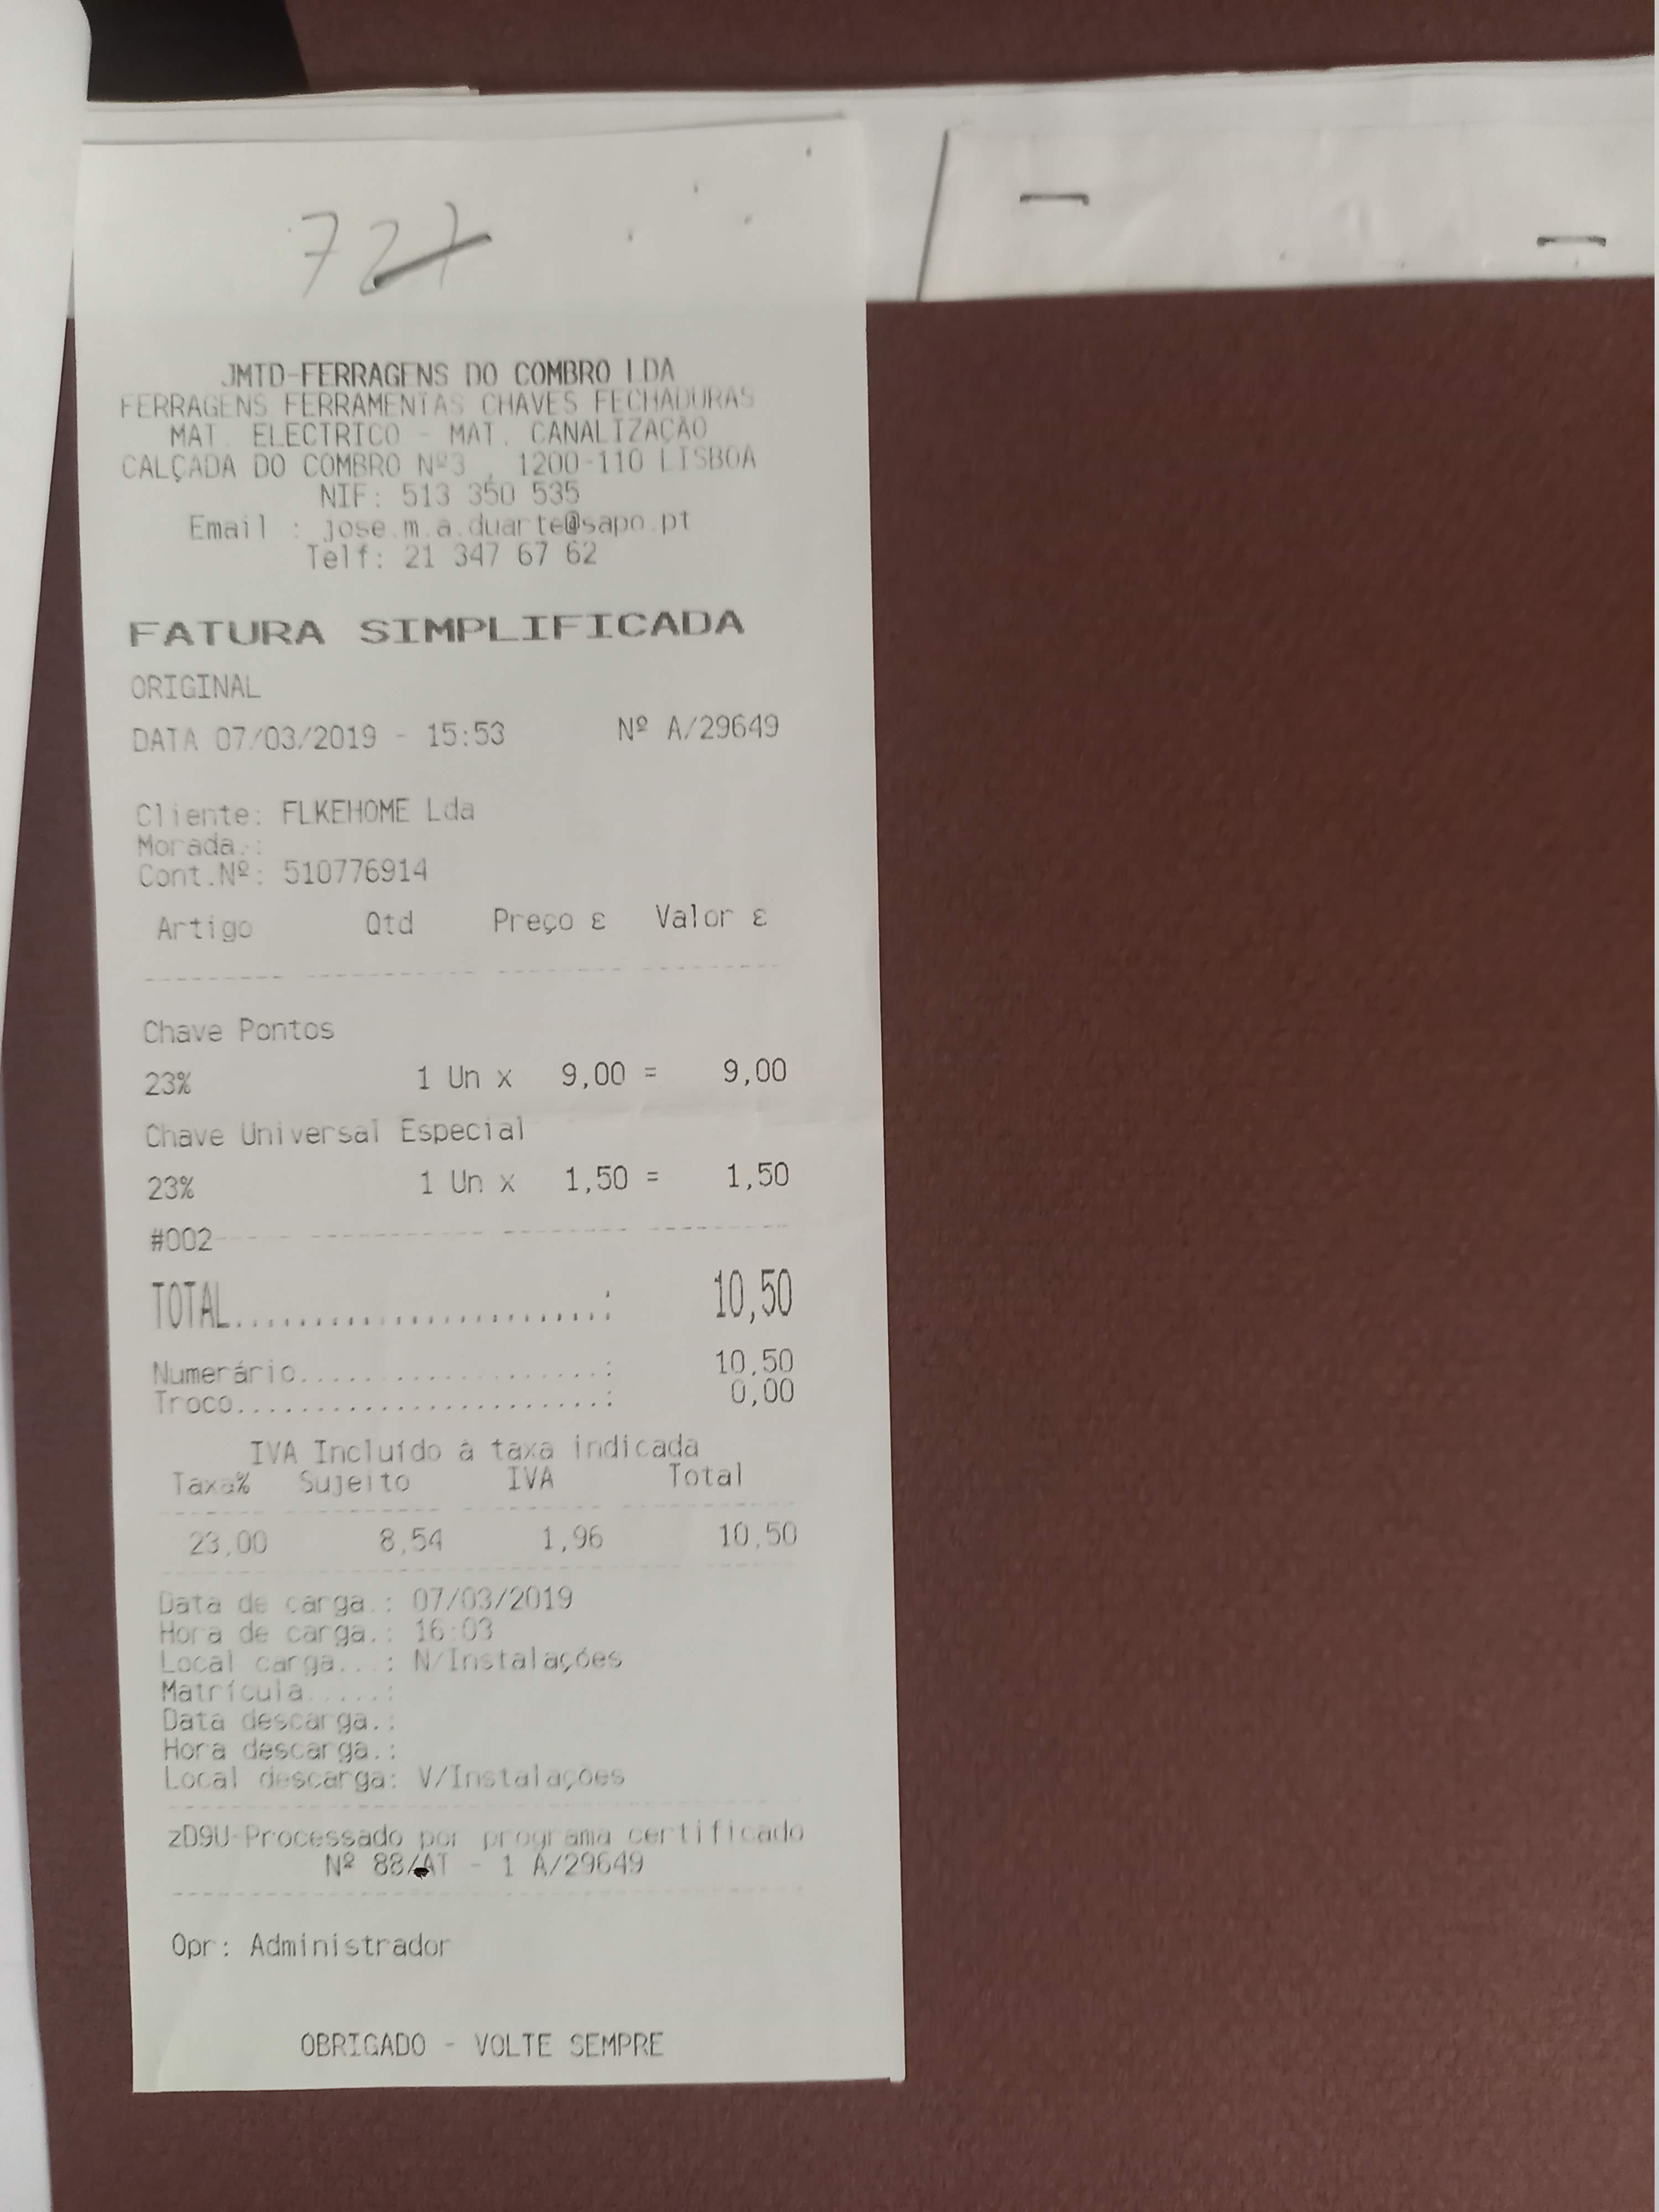 727
JMTD-FERRAGENS DO COMBRO LDA
FERRAGENS FERRAMENTAS CHAVES FECHADURAS
MAT. ELECTRICO - MAT. CANALIZAÇÃO
CALÇADA DO COMBRO Nº3 , 1200-110 LISBOA
NIF: 513 350 535
Email : jose.m.a.duarte@sapo.pt
Telf: 21 347 67 62
FATURA SIMPLIFICADA
ORIGINAL
DATA 07/03/2019 - 15:53 Nº A/29649
Cliente: FLKEHOME Lda
Morada.:
Cont.Nº: 510776914
Artigo Qtd Preço € Valor €
Chave Pontos
23% 1 Un x 9,00 = 9,00
Chave Universal Especial
23% 1 Un x 1,50 = 1,50
#002
TOTAL.......................: 10,50
Numerário...................: 10,50
Troco.......................: 0,00
IVA Incluído à taxa indicada
Taxa% Sujeito IVA Total
23,00 8,54 1,96 10,50
Data de carga.: 07/03/2019
Hora de carga.: 16:03
Local carga...: N/Instalações
Matrícula.....:
Data descarga.:
Hora descarga.:
Local descarga: V/Instalações
zD9U-Processado por programa certificado
Nº 88/AT - 1 A/29649
Opr: Administrador
OBRIGADO - VOLTE SEMPRE